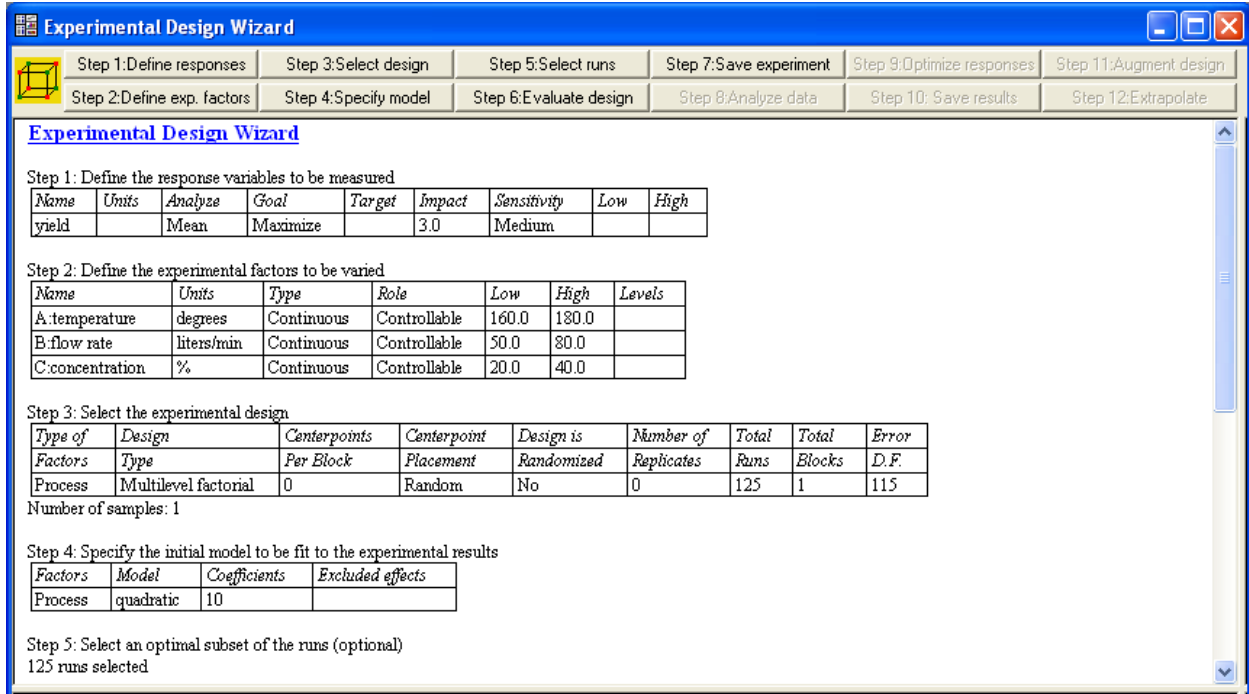 Experimental Design Wizard
Step 1:Define responses Step 3:Select design Step 5:Select runs Step 7:Save experiment Step 9:Optimize responses Step 11:Augment design
Step 2:Define exp. factors Step 4:Specify model Step 6:Evaluate design Step 8:Analyze data Step 10: Save results Step 12:Extrapolate
Experimental Design Wizard
Step 1: Define the response variables to be measured
Name Units Analyze Goal Target Impact Sensitivity Low High
yield Mean Maximize 3.0 Medium
Step 2: Define the experimental factors to be varied
Name Units Type Role Low High Levels
A:temperature degrees Continuous Controllable 160.0 180.0
B:flow rate liters/min Continuous Controllable 50.0 80.0
C:concentration % Continuous Controllable 20.0 40.0
Step 3: Select the experimental design
Type of Design Centerpoints Centerpoint Design is Number of Total Total Error
Factors Type Per Block Placement Randomized Replicates Runs Blocks D.F.
Process Multilevel factorial 0 Random No 0 125 1 115
Number of samples: 1
Step 4: Specify the initial model to be fit to the experimental results
Factors Model Coefficients Excluded effects
Process quadratic 10
Step 5: Select an optimal subset of the runs (optional)
125 runs selected